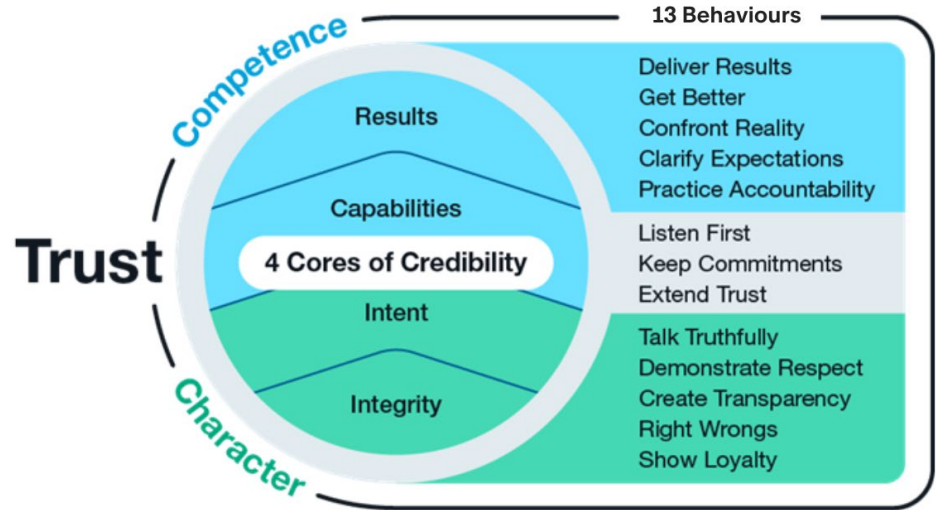 13 Behaviours
Competence
Results
Capabilities
4 Cores of Credibility
Intent
Integrity
Trust
Character
Deliver Results
Get Better
Confront Reality
Clarify Expectations
Practice Accountability
Listen First
Keep Commitments
Extend Trust
Talk Truthfully
Demonstrate Respect
Create Transparency
Right Wrongs
Show Loyalty